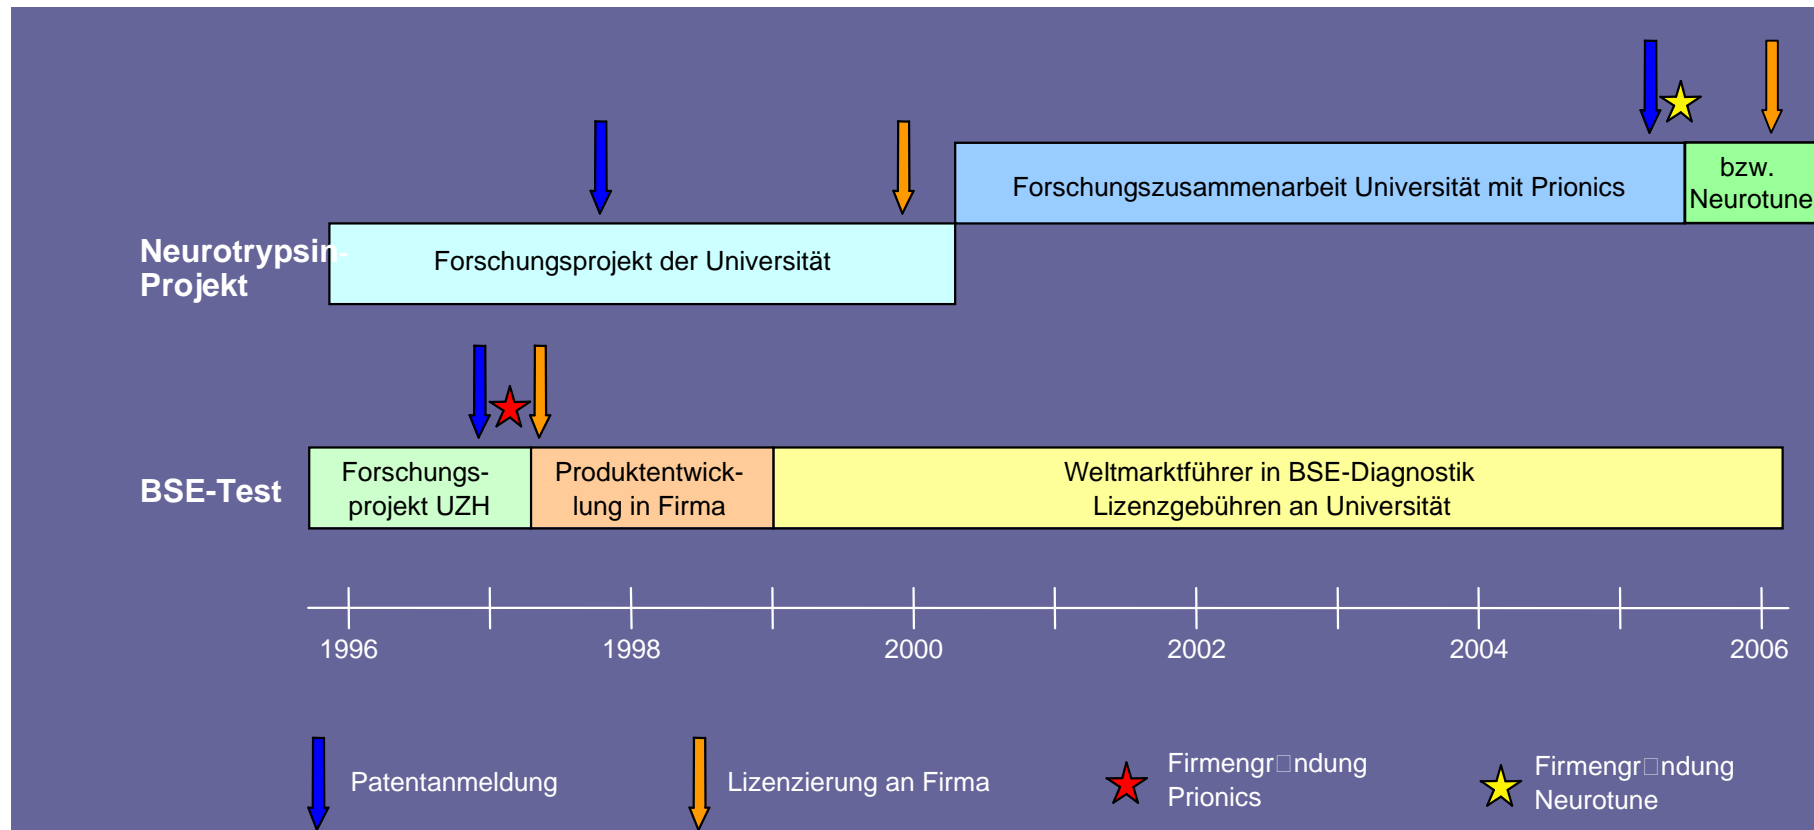 bzw.
Neurotune
Forschungszusammenarbeit Universität mit Prionics
Neurotrypsin-
Projekt
Forschungsprojekt der Universität
BSE-Test
Forschungs-
projekt UZH
Produktentwick-
lung in Firma
Weltmarktführer in BSE-Diagnostik
Lizenzgebühren an Universität
1996
1998
2000
2002
2004
2006
Patentanmeldung
Lizenzierung an Firma
Firmengr□ndung
Prionics
Firmengr□ndung
Neurotune